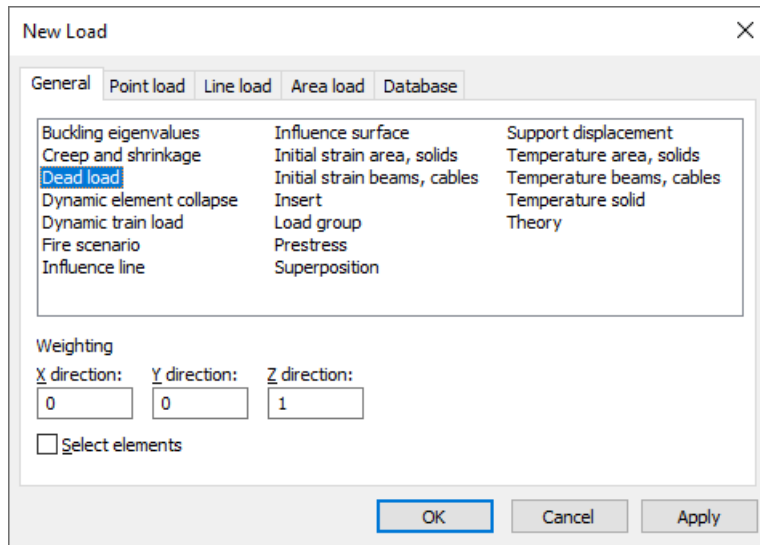 New Load
General Point load Line load Area load Database
Buckling eigenvalues Influence surface Support displacement
Creep and shrinkage Initial strain area, solids Temperature area, solids
Dead load Initial strain beams, cables Temperature beams, cables
Dynamic element collapse Insert Temperature solid
Dynamic train load Load group Theory
Fire scenario Prestress
Influence line Superposition
Weighting
X direction: Y direction: Z direction:
0 0 1
Select elements
OK Cancel Apply